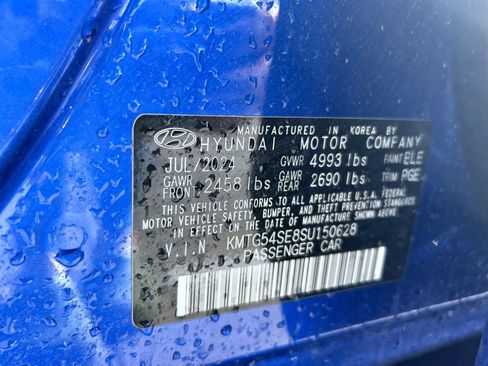 MANUFACTURED IN KOREA BY
HYUNDAI MOTOR COMPANY
JUL/2024 GVWR 4993 lbs PAINT ELE
GAWR FRONT 2458 lbs GAWR REAR 2690 lbs TRIM PGE
THIS VEHICLE CONFORMS TO ALL APPLICABLE U.S.A. FEDERAL
MOTOR VEHICLE SAFETY, BUMPER, AND THEFT PREVENTION STANDARDS
IN EFFECT ON THE DATE OF MANUFACTURE SHOWN ABOVE.
V.I.N KMTG54SE8SU150628
PASSENGER CAR